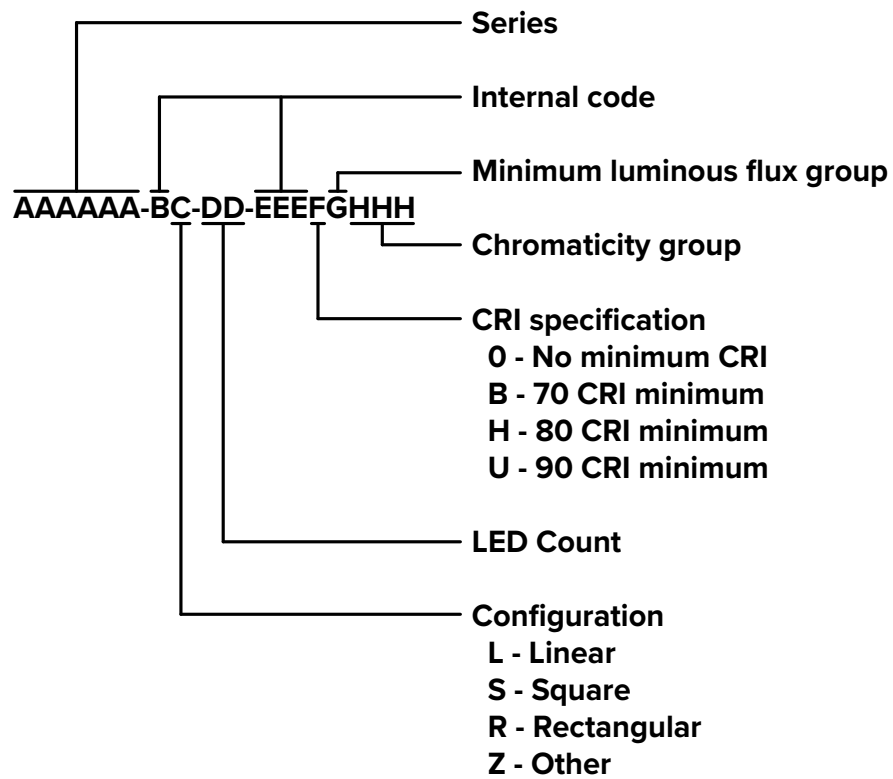 Series
Internal code
Minimum luminous flux group
AAAAAA-BC-DD-EEEFGHHH
Chromaticity group
CRI specification
0 - No minimum CRI
B - 70 CRI minimum
H - 80 CRI minimum
U - 90 CRI minimum
LED Count
Configuration
L - Linear
S - Square
R - Rectangular
Z - Other